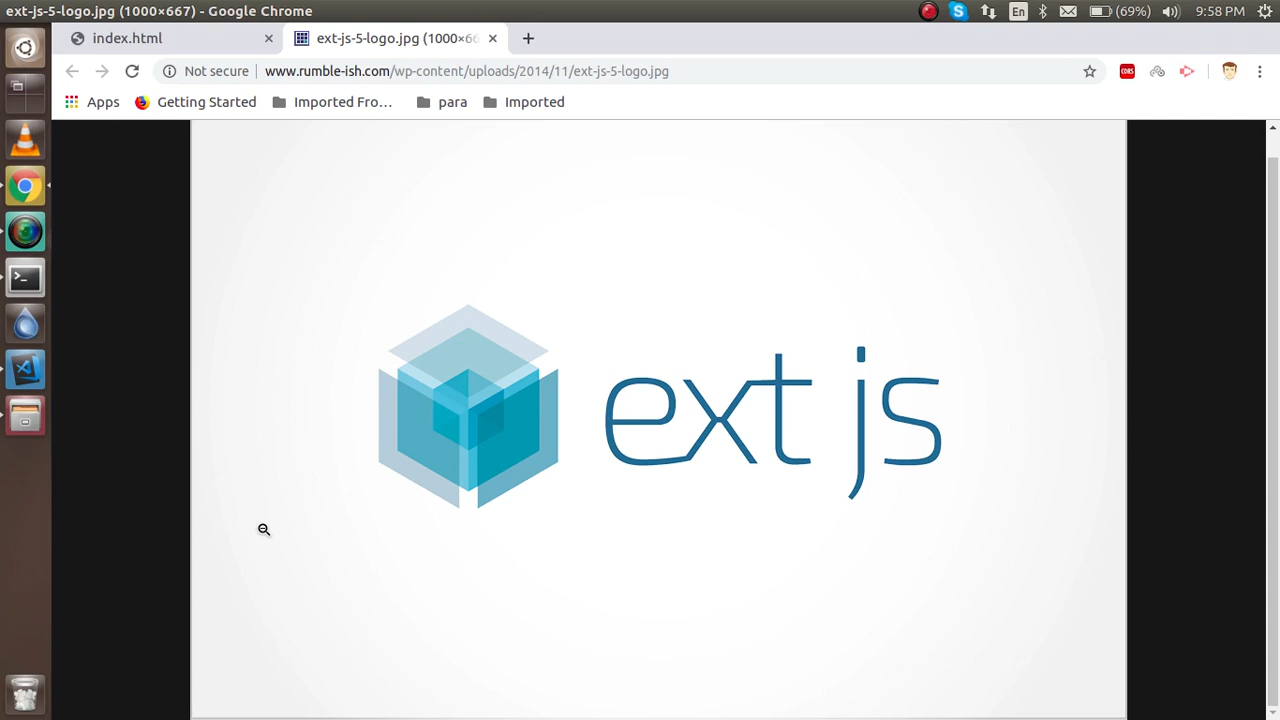 ext-js-5-logo.jpg (1000×667) - Google Chrome
En
(69%)
9:58 PM
index.html
ext-js-5-logo.jpg (1000×66
Not secure
www.rumble-ish.com/wp-content/uploads/2014/11/ext-js-5-logo.jpg
CORS
Apps
Getting Started
Imported Fro...
para
Imported
ext js